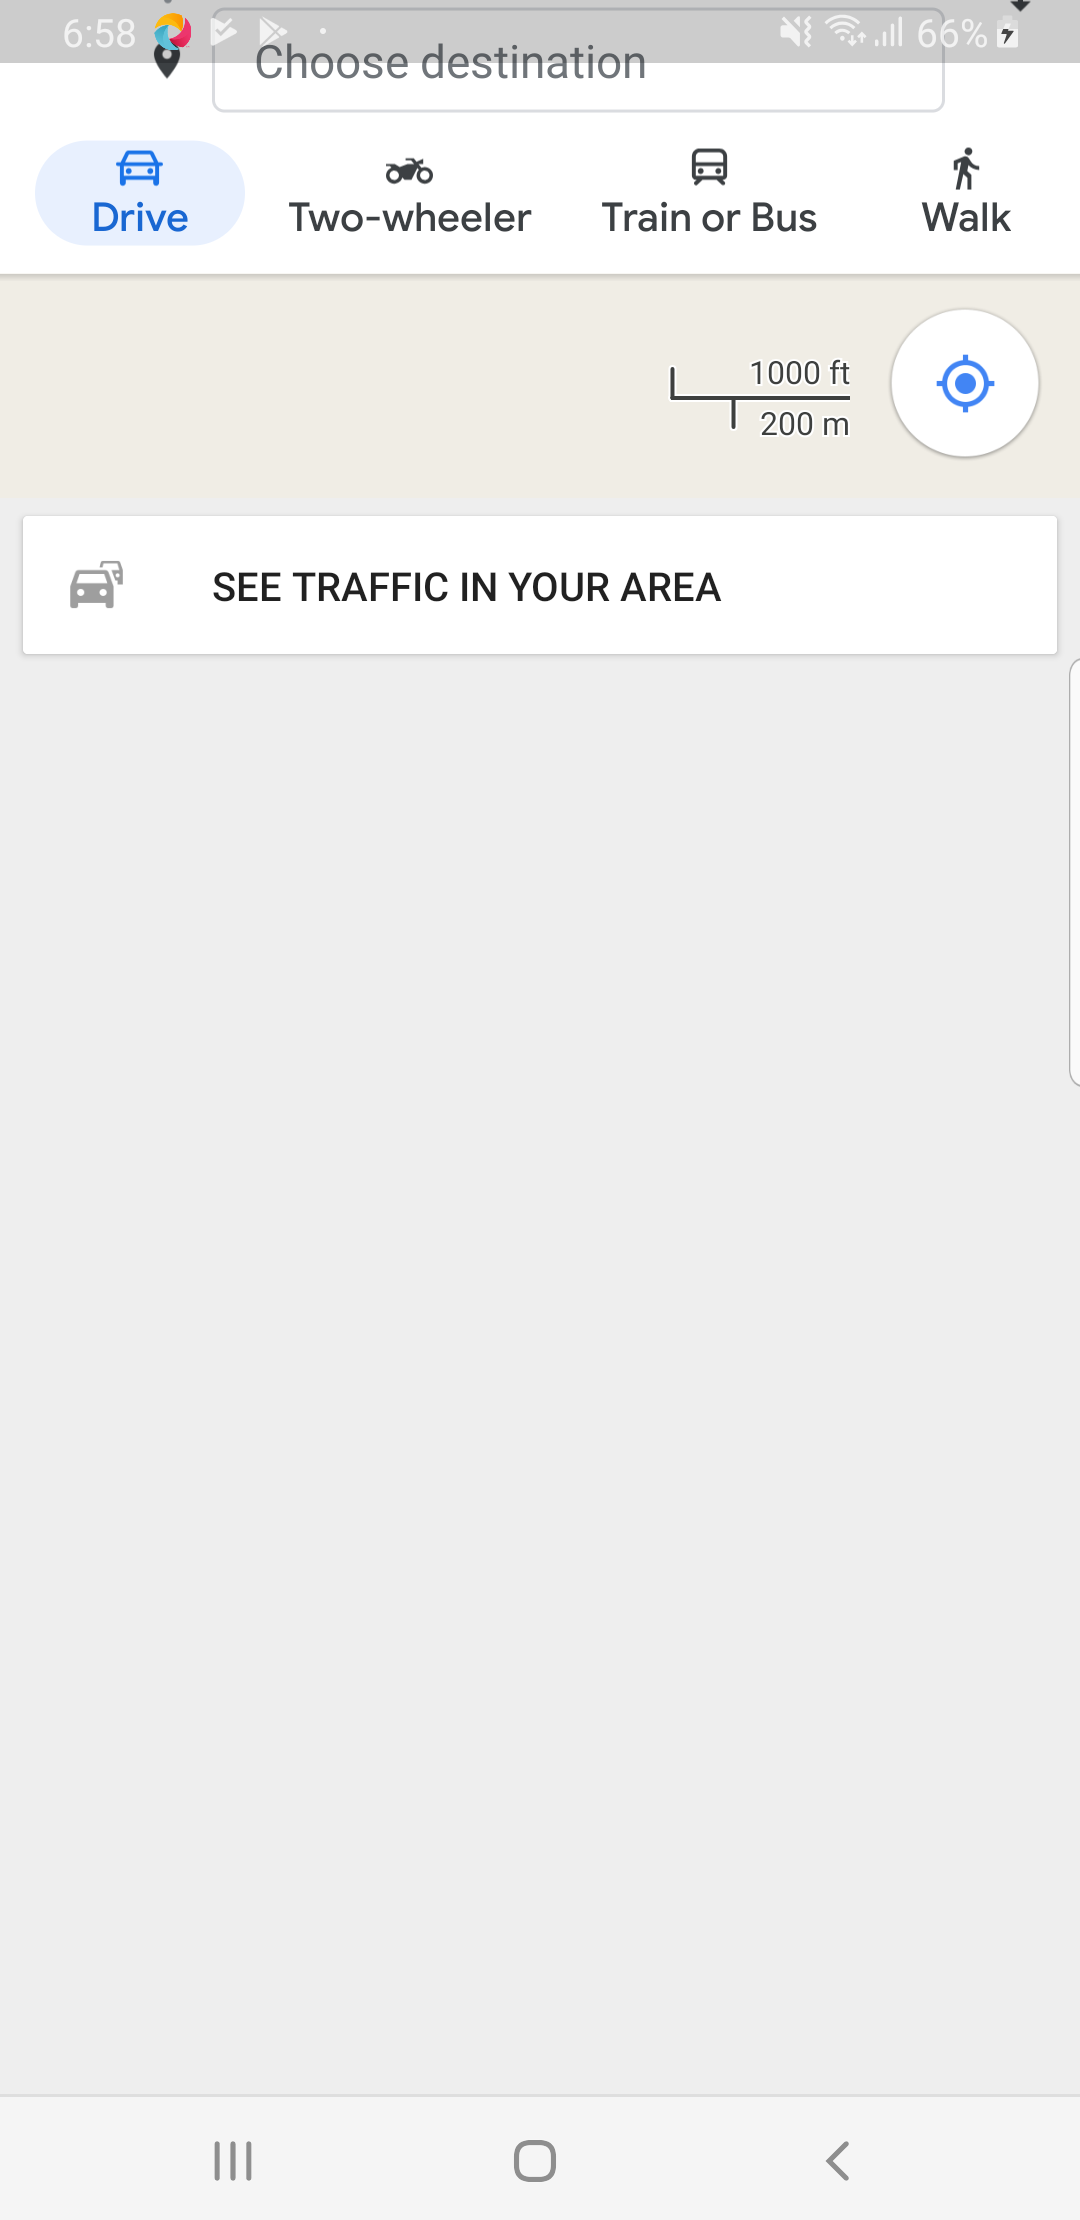 6:58
66%
Choose destination
Drive
Two-wheeler
Train or Bus
Walk
1000 ft
200 m
SEE TRAFFIC IN YOUR AREA